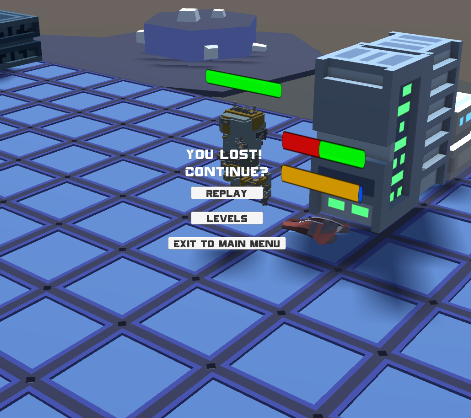 YOU LOST!
CONTINUE?
REPLAY
LEVELS
EXIT TO MAIN MENU